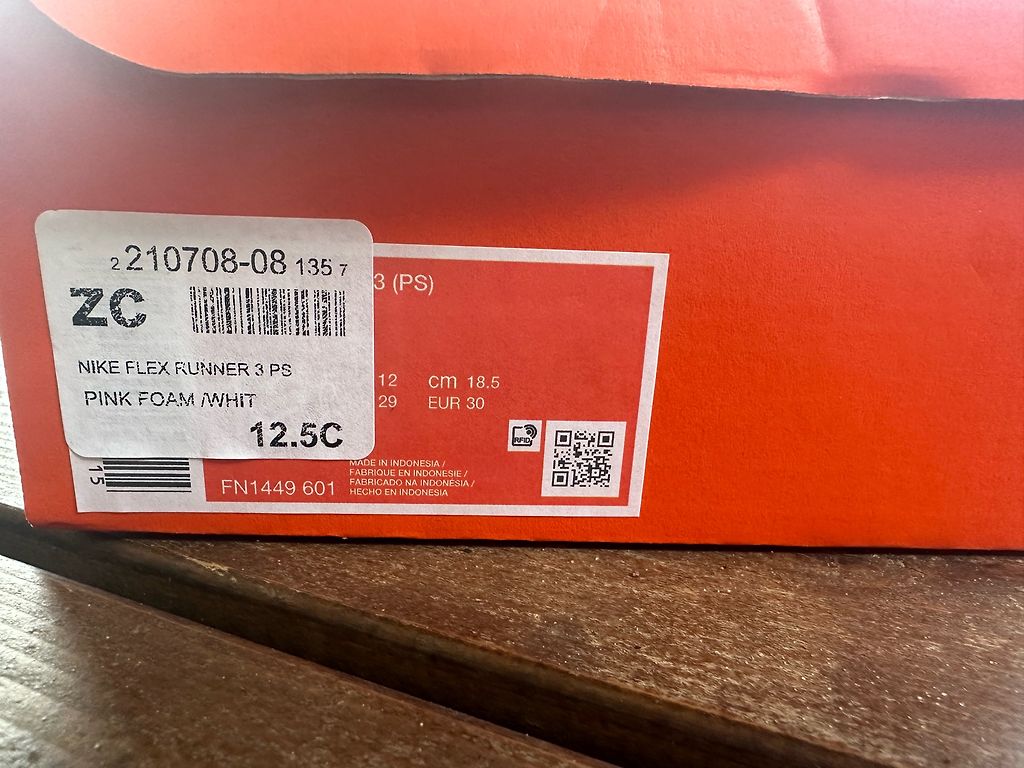 2 210708-08 135 7
ZC
NIKE FLEX RUNNER 3 PS
PINK FOAM /WHIT
12.5C
3 (PS)
12 cm 18.5
29 EUR 30
RFID
15
FN1449 601
MADE IN INDONESIA /
FABRIQUE EN INDONESIE /
FABRICADO NA INDONÉSIA /
HECHO EN INDONESIA